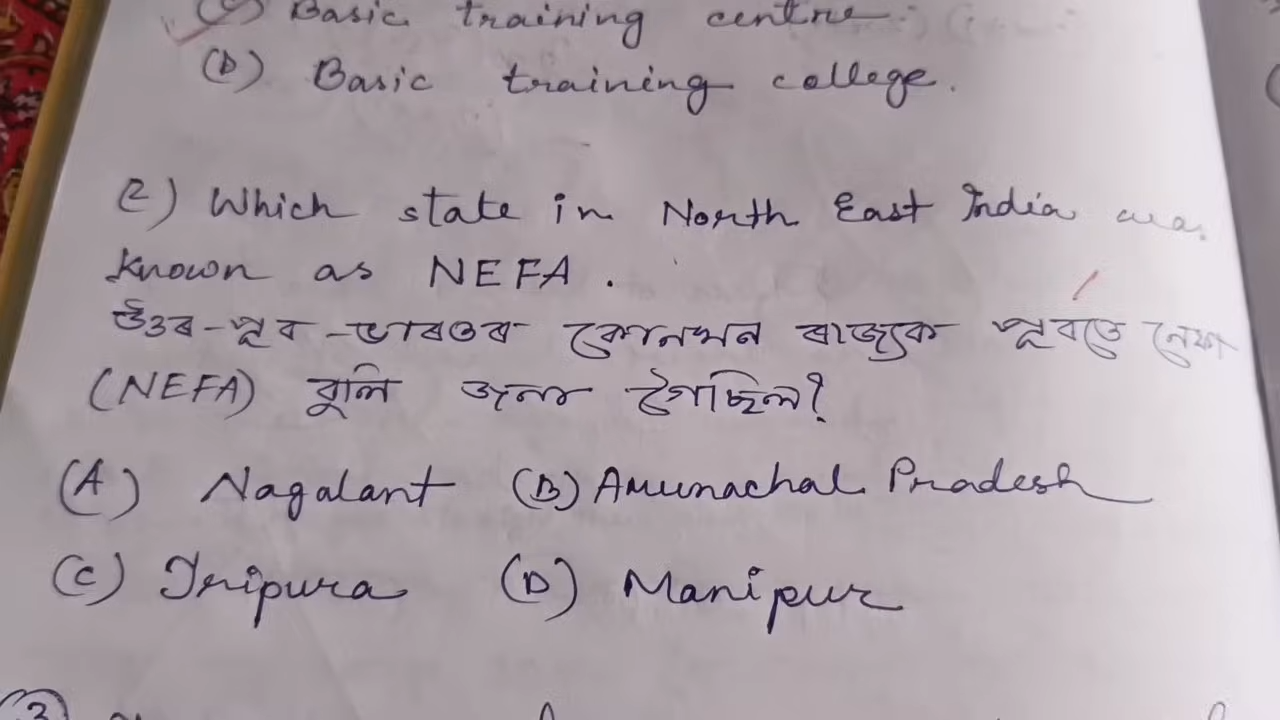 (C) Basic training centre.
(D) Basic training college.
2) Which state in North East India was
known as NEFA.
উত্তৰ-পূব-ভাৰতৰ কোনখন ৰাজ্যক পূৰ্বতে নেফা
(NEFA) বুলি জনা গৈছিল?
(A) Nagalant (B) Arunachal Pradesh
(C) Tripura (D) Manipur
3